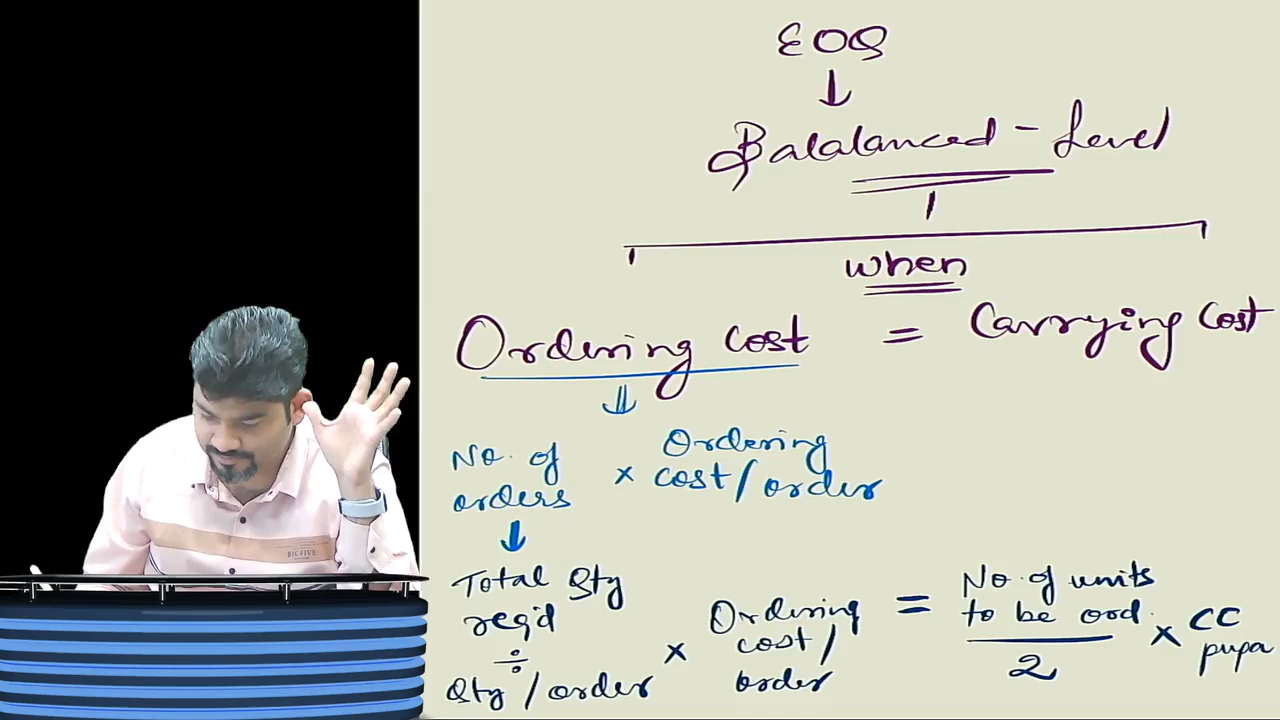 EOQ
↓
Balalanced - Level
when
Ordering cost = Carrying Cost
No. of orders × Ordering cost/order
Total Qty req'd ÷ Qty/order × Ordering cost/order = No. of units to be ord. / 2 × CC pupa
BIG FIVE